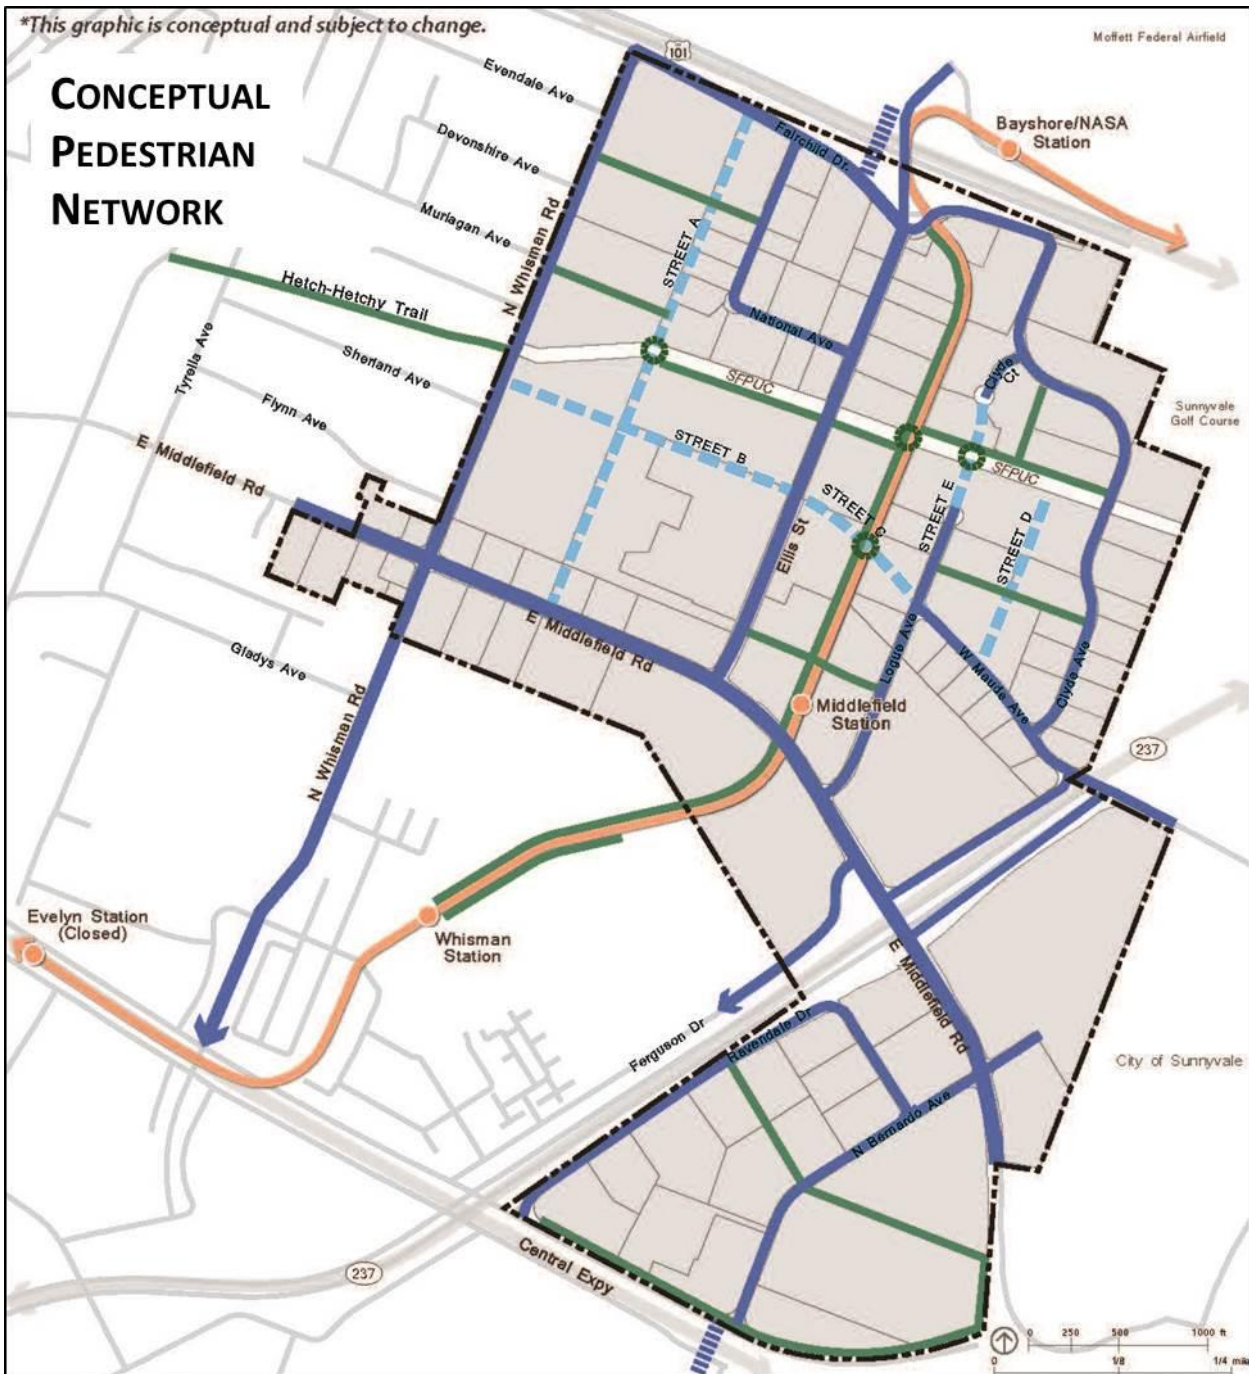 *This graphic is conceptual and subject to change.
CONCEPTUAL
PEDESTRIAN
NETWORK
Moffett Federal Airfield
101
Evendale Ave
Bayshore/NASA
Station
Fairchild Dr.
Devonshire Ave
Murlagan Ave
N Whisman Rd
STREET A
Hetch-Hetchy Trail
National Ave
Tyrella Ave
Sherland Ave
SFPUC
Clyde Ct
Flynn Ave
Sunnyvale
Golf Course
E Middlefield Rd
STREET B
SFPUC
STREET C
STREET E
STREET D
Ellis St
E Middlefield Rd
Gladys Ave
Logue Ave
W Maude Ave
Clyde Ave
N Whisman Rd
Middlefield
Station
237
Evelyn Station
(Closed)
Whisman
Station
E Middlefield Rd
Ferguson Dr
Ravendale Dr
City of Sunnyvale
N Bernardo Ave
Central Expy
237
0 250 500 1000 ft
0 1/8 1/4 mile